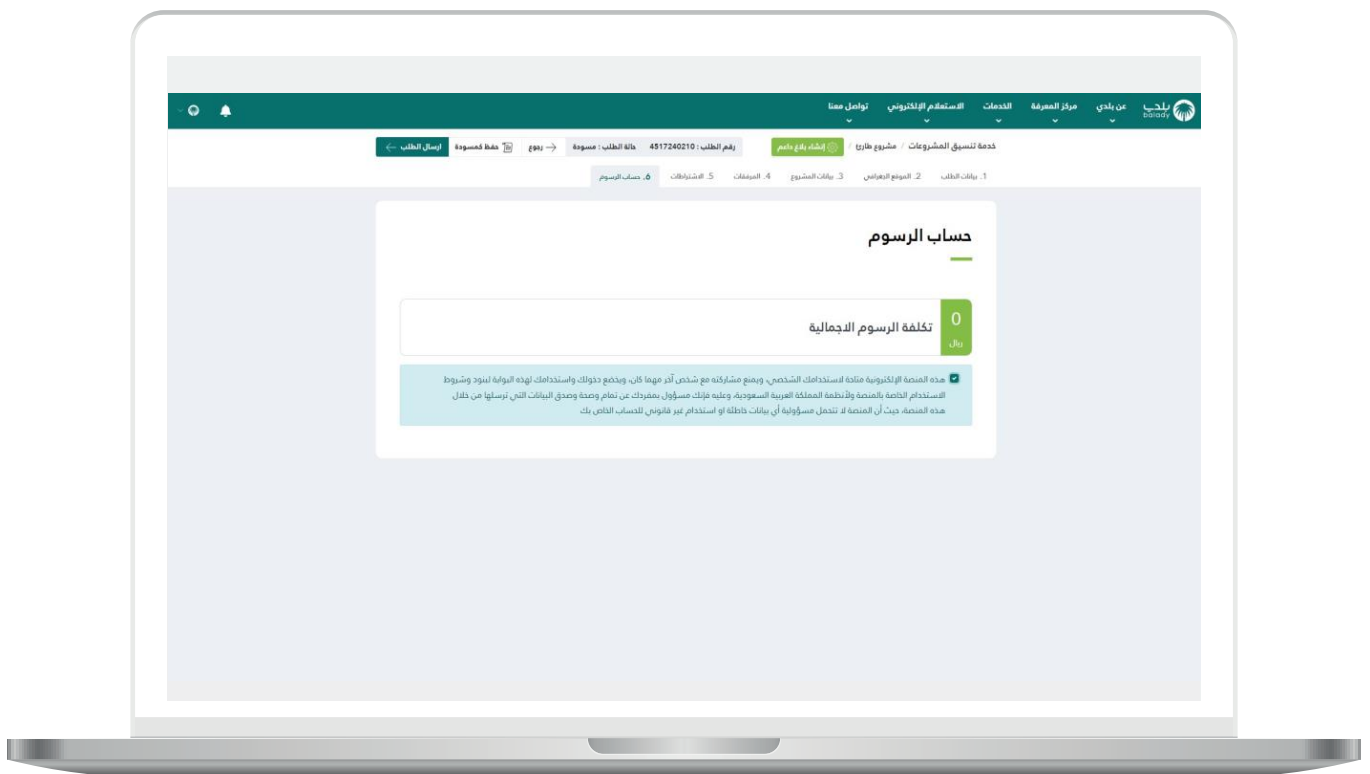 بلدي
balady
عن بلدي
مركز المعرفة
الخدمات
الاستعلام الإلكتروني
تواصل معنا
خدمة تنسيق المشروعات / مشروع طارئ / إنشاء بلاغ داعم
رقم الطلب : 4517240210
حالة الطلب : مسودة
رجوع
حفظ كمسودة
ارسال الطلب
1. بيانات الطلب
2. الموقع الجغرافي
3. بيانات المشروع
4. المرفقات
5. الاشتراطات
6. حساب الرسوم
حساب الرسوم
0
ريال
تكلفة الرسوم الاجمالية
هذه المنصة الإلكترونية متاحة لاستخدامك الشخصي، ويمنع مشاركته مع شخص آخر مهما كان، ويخضع دخولك واستخدامك لهذه البوابة لبنود وشروط
الاستخدام الخاصة بالمنصة ولأنظمة المملكة العربية السعودية، وعليه فإنك مسؤول بمفردك عن تمام وصحة وصدق البيانات التي ترسلها من خلال
هذه المنصة، حيث أن المنصة لا تتحمل مسؤولية أي بيانات خاطئة او استخدام غير قانوني للحساب الخاص بك